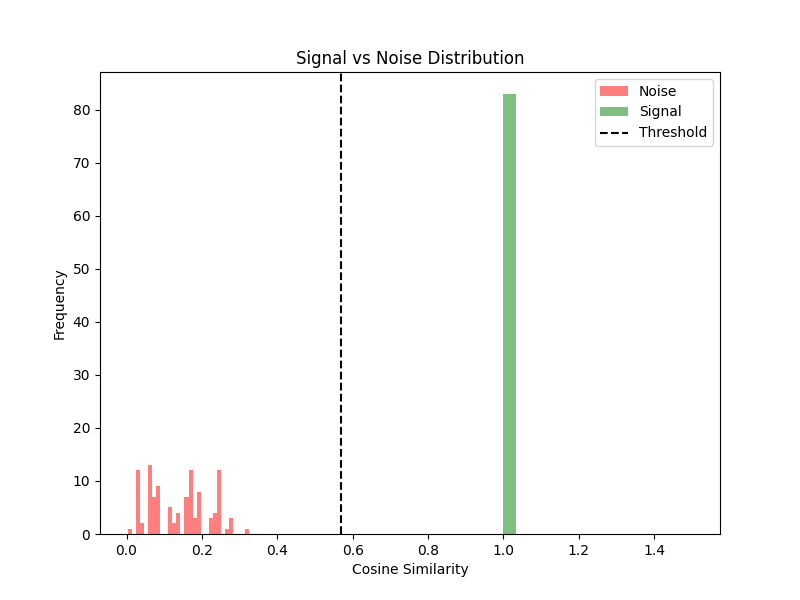 Signal vs Noise Distribution
Noise
Signal
Threshold
Frequency
80
70
60
50
40
30
20
10
0
0.0 0.2 0.4 0.6 0.8 1.0 1.2 1.4
Cosine Similarity